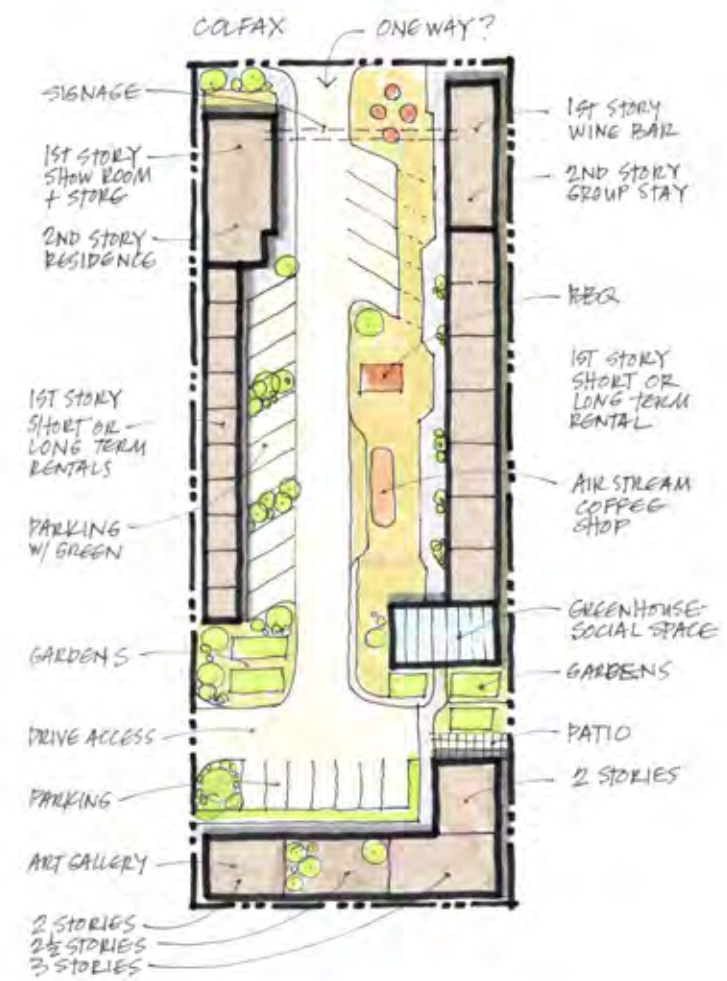 COLFAX
ONE WAY?
SIGNAGE
1ST STORY
SHOW ROOM
+ STORE
2ND STORY
RESIDENCE
1ST STORY
SHORT OR
LONG TERM
RENTALS
PARKING
W/ GREEN
GARDENS
DRIVE ACCESS
PARKING
ART GALLERY
2 STORIES
2½ STORIES
3 STORIES
1ST STORY
WINE BAR
2ND STORY
GROUP STAY
BBQ
1ST STORY
SHORT OR
LONG TERM
RENTAL
AIR STREAM
COFFEE
SHOP
GREENHOUSE-
SOCIAL SPACE
GARDENS
PATIO
2 STORIES